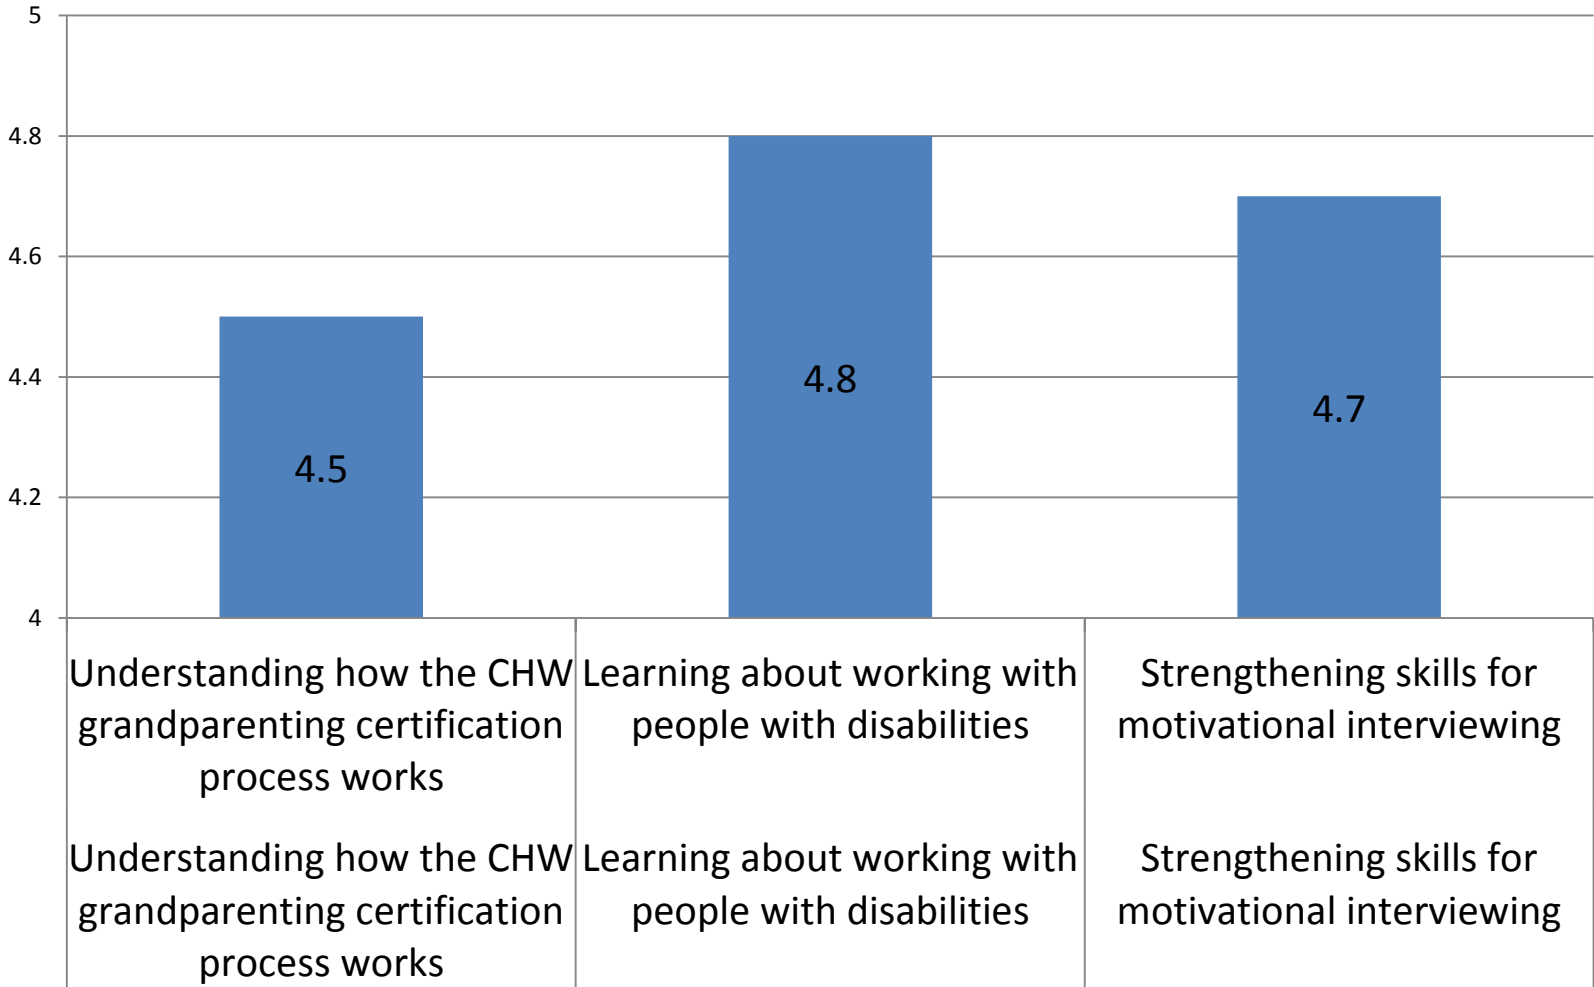 5
4.8
4.6
4.4
4.2
4
4.5
4.8
4.7
Understanding how the CHW
grandparenting certification
process works
Learning about working with
people with disabilities
Strengthening skills for
motivational interviewing
Understanding how the CHW
grandparenting certification
process works
Learning about working with
people with disabilities
Strengthening skills for
motivational interviewing